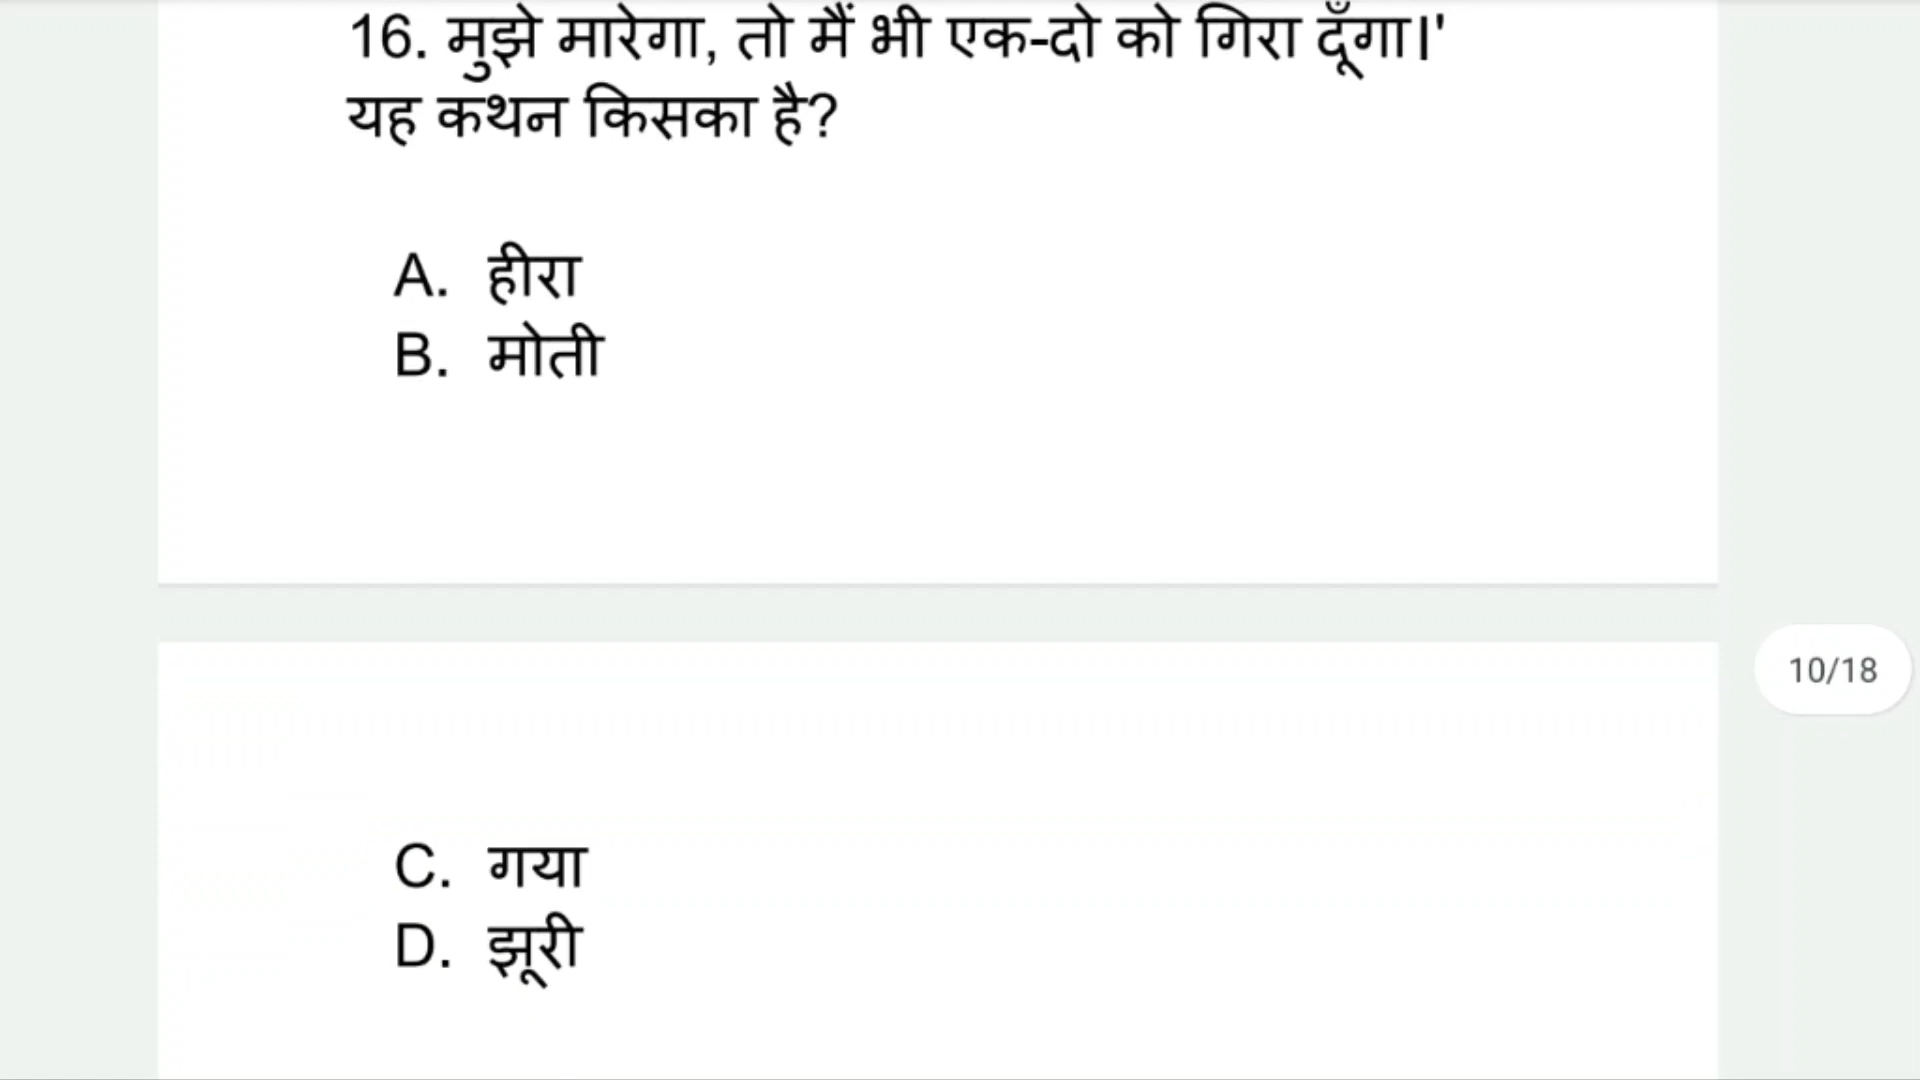 16. मुझे मारेगा, तो मैं भी एक-दो को गिरा दूँगा।'
यह कथन किसका है?
A. हीरा
B. मोती
10/18
C. गया
D. झूरी